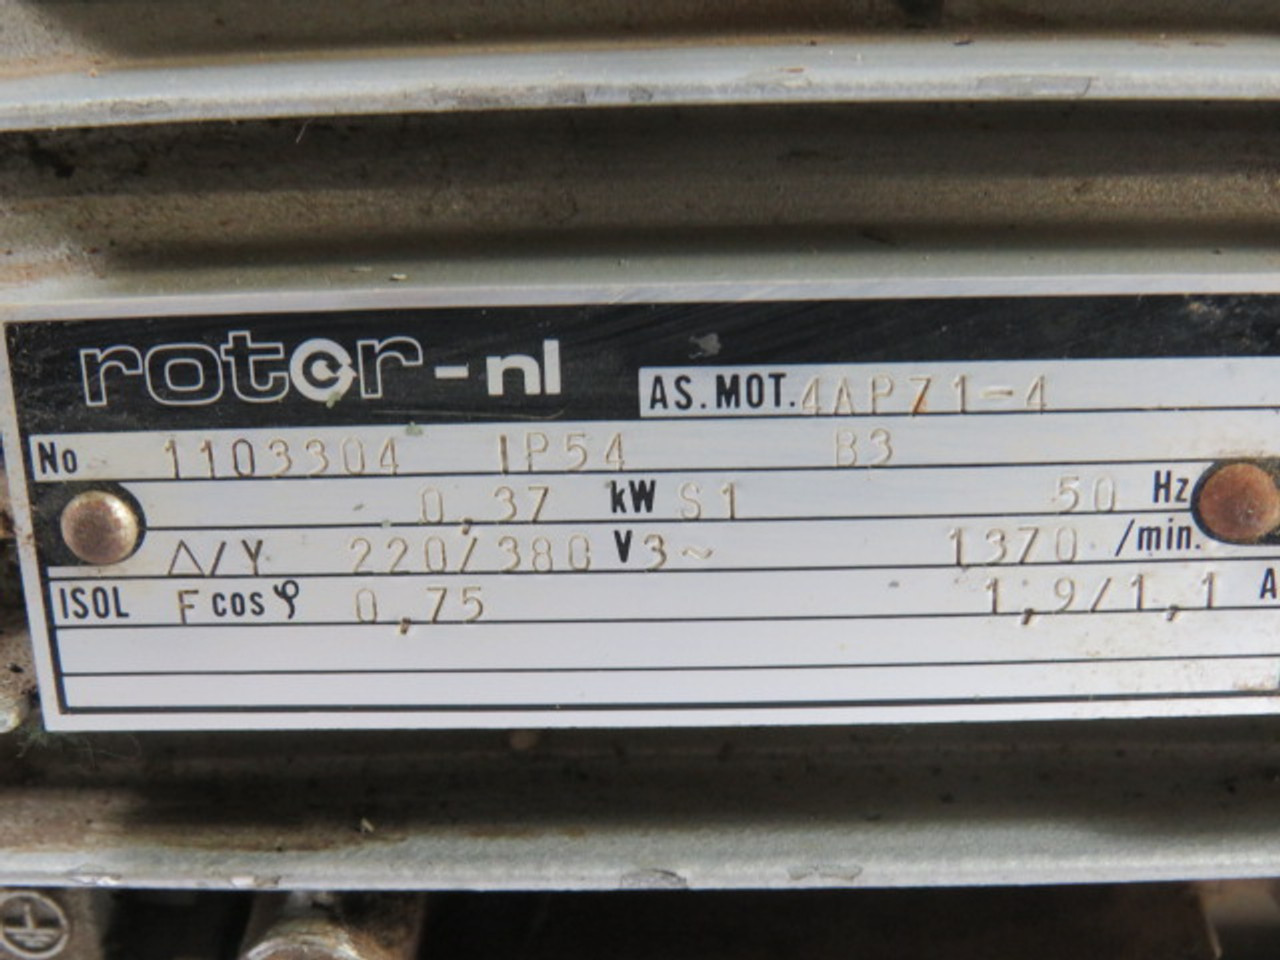 rotor-nl
AS.MOT. 4AP71-4
No 1103304 IP54 B3
0,37 kW S1 50 Hz
Δ/Y 220/380 V 3~ 1370 /min.
ISOL F cos φ 0,75 1,9/1,1 A